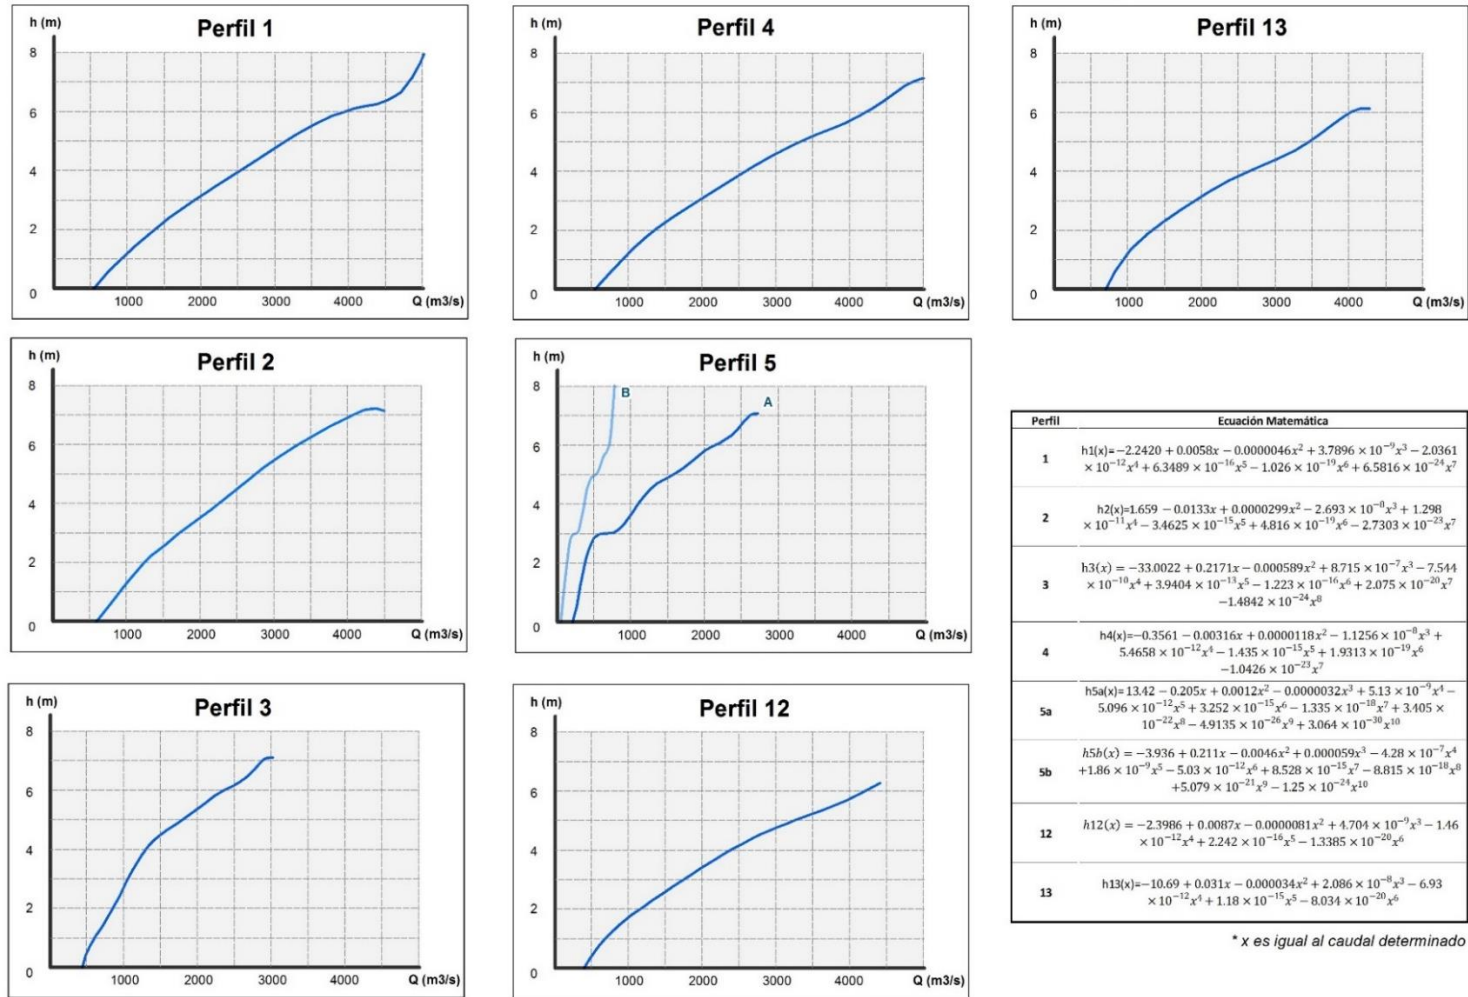 h (m)
Perfil 1
8
6
4
2
0
1000 2000 3000 4000 Q (m3/s)
h (m)
Perfil 4
8
6
4
2
0
1000 2000 3000 4000 Q (m3/s)
h (m)
Perfil 13
8
6
4
2
0
1000 2000 3000 4000 Q (m3/s)
h (m)
Perfil 2
8
6
4
2
0
1000 2000 3000 4000 Q (m3/s)
h (m)
Perfil 5
8
B
A
6
4
2
0
1000 2000 3000 4000 Q (m3/s)
h (m)
Perfil 3
8
6
4
2
0
1000 2000 3000 4000 Q (m3/s)
h (m)
Perfil 12
8
6
4
2
0
1000 2000 3000 4000 Q (m3/s)
Perfil Ecuación Matemática
1
h1(x)=−2.2420 + 0.0058x − 0.0000046x² + 3.7896 × 10⁻⁹x³ − 2.0361
× 10⁻¹²x⁴ + 6.3489 × 10⁻¹⁶x⁵ − 1.026 × 10⁻¹⁹x⁶ + 6.5816 × 10⁻²⁴x⁷
2
h2(x)=1.659 − 0.0133x + 0.0000299x² − 2.693 × 10⁻⁸x³ + 1.298
× 10⁻¹¹x⁴ − 3.4625 × 10⁻¹⁵x⁵ + 4.816 × 10⁻¹⁹x⁶ − 2.7303 × 10⁻²³x⁷
3
h3(x) = −33.0022 + 0.2171x − 0.000589x² + 8.715 × 10⁻⁷x³ − 7.544
× 10⁻¹⁰x⁴ + 3.9404 × 10⁻¹³x⁵ − 1.223 × 10⁻¹⁶x⁶ + 2.075 × 10⁻²⁰x⁷
−1.4842 × 10⁻²⁴x⁸
4
h4(x)=−0.3561 − 0.00316x + 0.0000118x² − 1.1256 × 10⁻⁸x³ +
5.4658 × 10⁻¹²x⁴ − 1.435 × 10⁻¹⁵x⁵ + 1.9313 × 10⁻¹⁹x⁶
−1.0426 × 10⁻²³x⁷
5a
h5a(x)= 13.42 − 0.205x + 0.0012x² − 0.0000032x³ + 5.13 × 10⁻⁹x⁴ −
5.096 × 10⁻¹²x⁵ + 3.252 × 10⁻¹⁵x⁶ − 1.335 × 10⁻¹⁸x⁷ + 3.405 ×
10⁻²²x⁸ − 4.9135 × 10⁻²⁶x⁹ + 3.064 × 10⁻³⁰x¹⁰
5b
h5b(x) = −3.936 + 0.211x − 0.0046x² + 0.000059x³ − 4.28 × 10⁻⁷x⁴
+1.86 × 10⁻⁹x⁵ − 5.03 × 10⁻¹²x⁶ + 8.528 × 10⁻¹⁵x⁷ − 8.815 × 10⁻¹⁸x⁸
+5.079 × 10⁻²¹x⁹ − 1.25 × 10⁻²⁴x¹⁰
12
h12(x) = −2.3986 + 0.0087x − 0.0000081x² + 4.704 × 10⁻⁹x³ − 1.46
× 10⁻¹²x⁴ + 2.242 × 10⁻¹⁶x⁵ − 1.3385 × 10⁻²⁰x⁶
13
h13(x)=−10.69 + 0.031x − 0.000034x² + 2.086 × 10⁻⁸x³ − 6.93
× 10⁻¹²x⁴ + 1.18 × 10⁻¹⁵x⁵ − 8.034 × 10⁻²⁰x⁶
* x es igual al caudal determinado